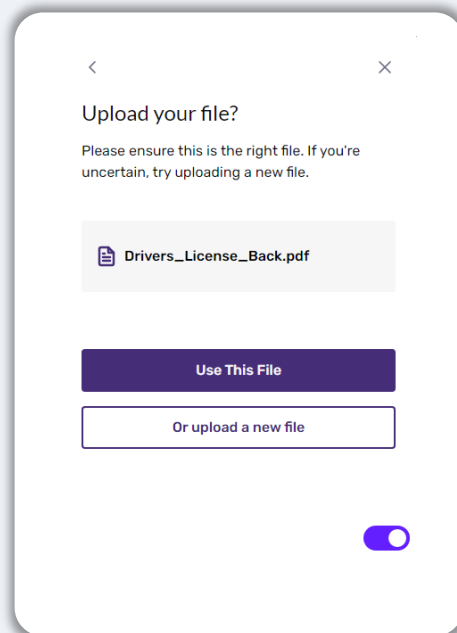 Upload your file?
Please ensure this is the right file. If you're
uncertain, try uploading a new file.
Drivers_License_Back.pdf
Use This File
Or upload a new file